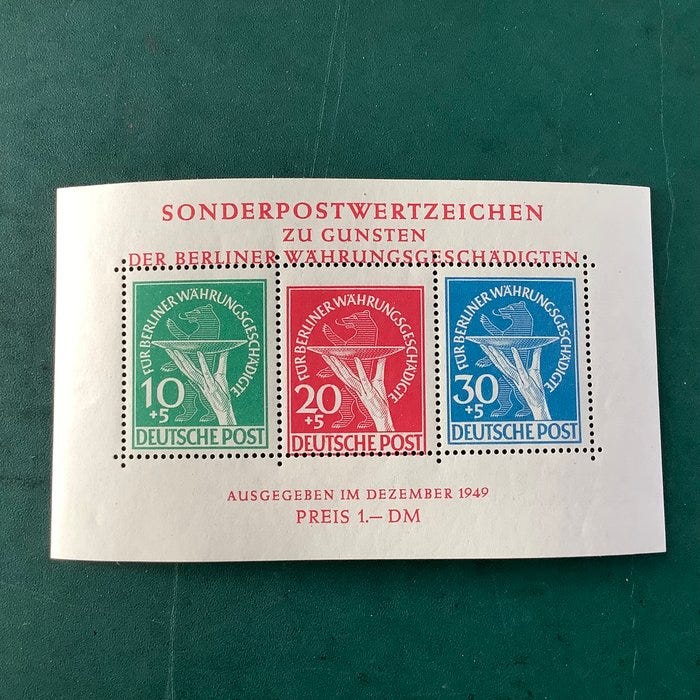 SONDERPOSTWERTZEICHEN
ZU GUNSTEN
DER BERLINER WÄHRUNGSGESCHÄDIGTEN
FÜR BERLINER WÄHRUNGSGESCHÄDIGTE
10
+5
DEUTSCHE POST
FÜR BERLINER WÄHRUNGSGESCHÄDIGTE
20
+5
DEUTSCHE POST
FÜR BERLINER WÄHRUNGSGESCHÄDIGTE
30
+5
DEUTSCHE POST
AUSGEGEBEN IM DEZEMBER 1949
PREIS 1.— DM